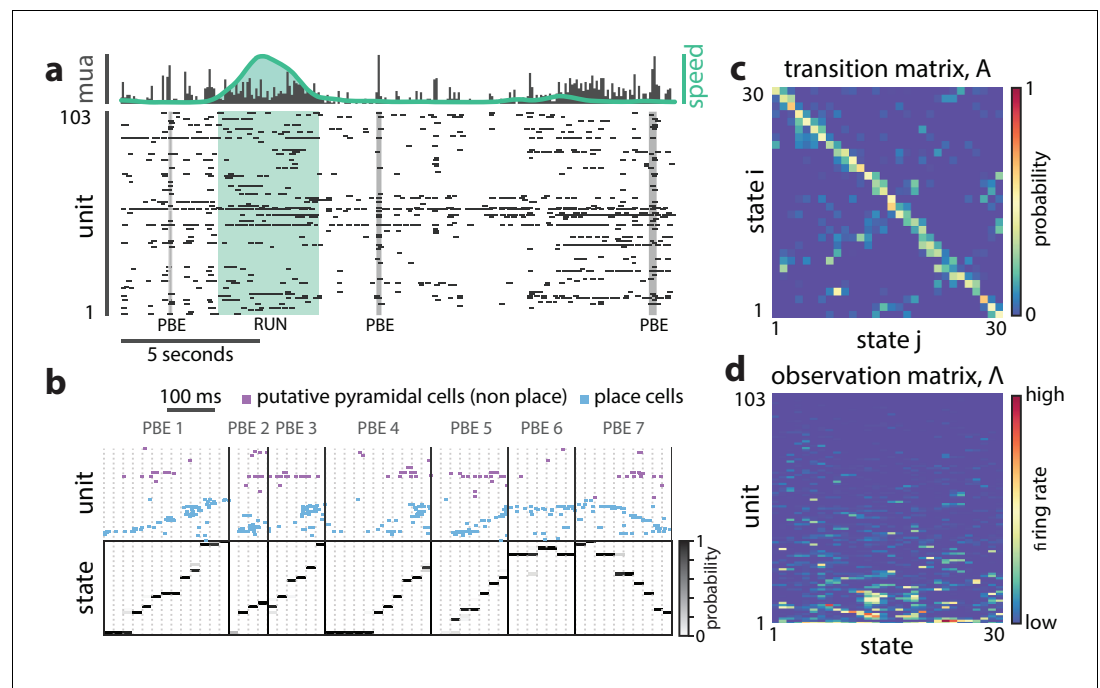 a
mua
speed
103
unit
1
PBE
RUN
PBE
PBE
5 seconds
b
100 ms
putative pyramidal cells (non place)
place cells
PBE 1
PBE 2
PBE 3
PBE 4
PBE 5
PBE 6
PBE 7
unit
state
1
probability
0
c
transition matrix, A
30
state i
1
1
30
state j
1
probability
0
d
observation matrix, Λ
103
unit
1
1
30
state
high
firing rate
low